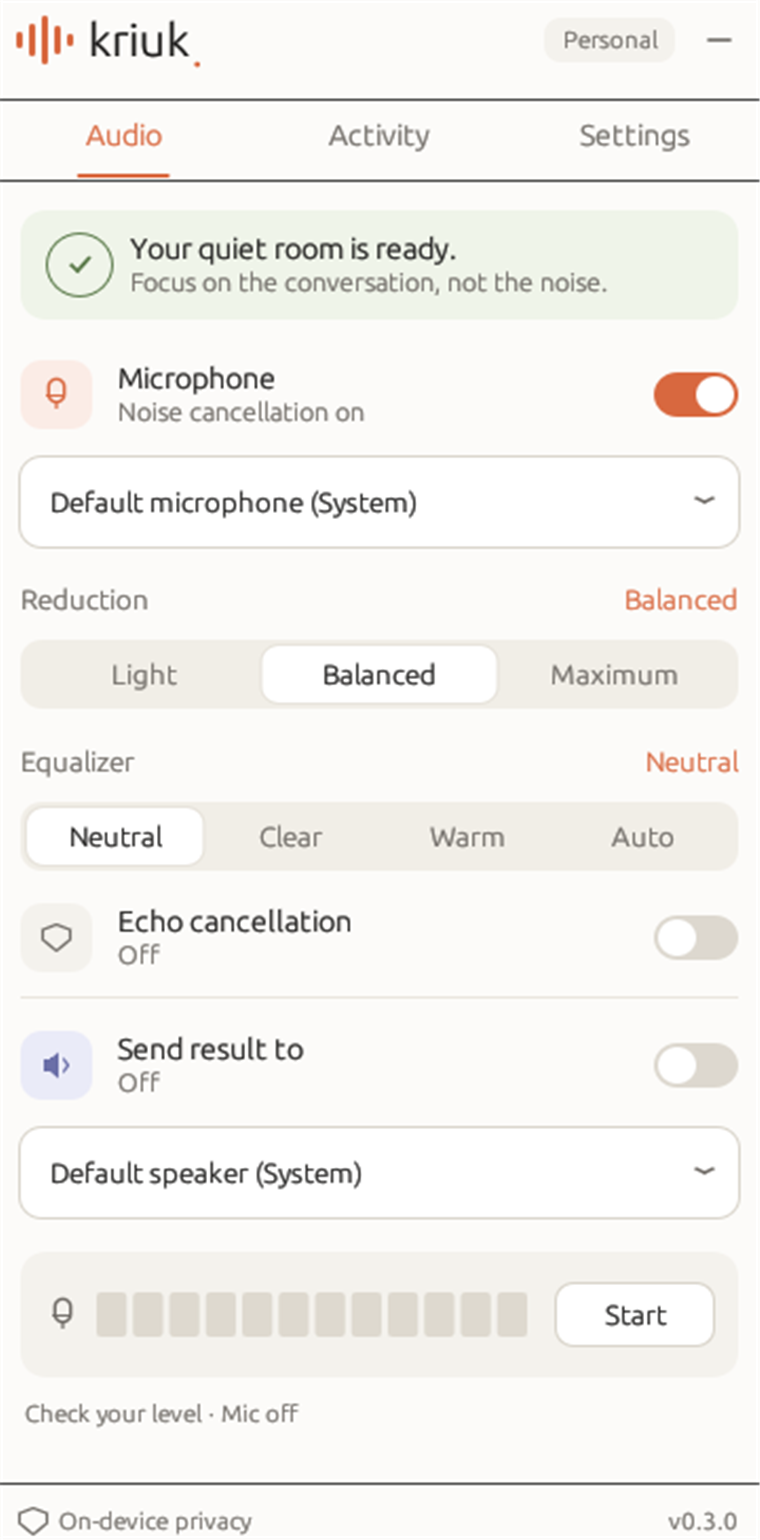 kriuk.
Personal
Audio Activity Settings
Your quiet room is ready.
Focus on the conversation, not the noise.
Microphone
Noise cancellation on
Default microphone (System)
Reduction Balanced
Light Balanced Maximum
Equalizer Neutral
Neutral Clear Warm Auto
Echo cancellation
Off
Send result to
Off
Default speaker (System)
Start
Check your level · Mic off
On-device privacy v0.3.0